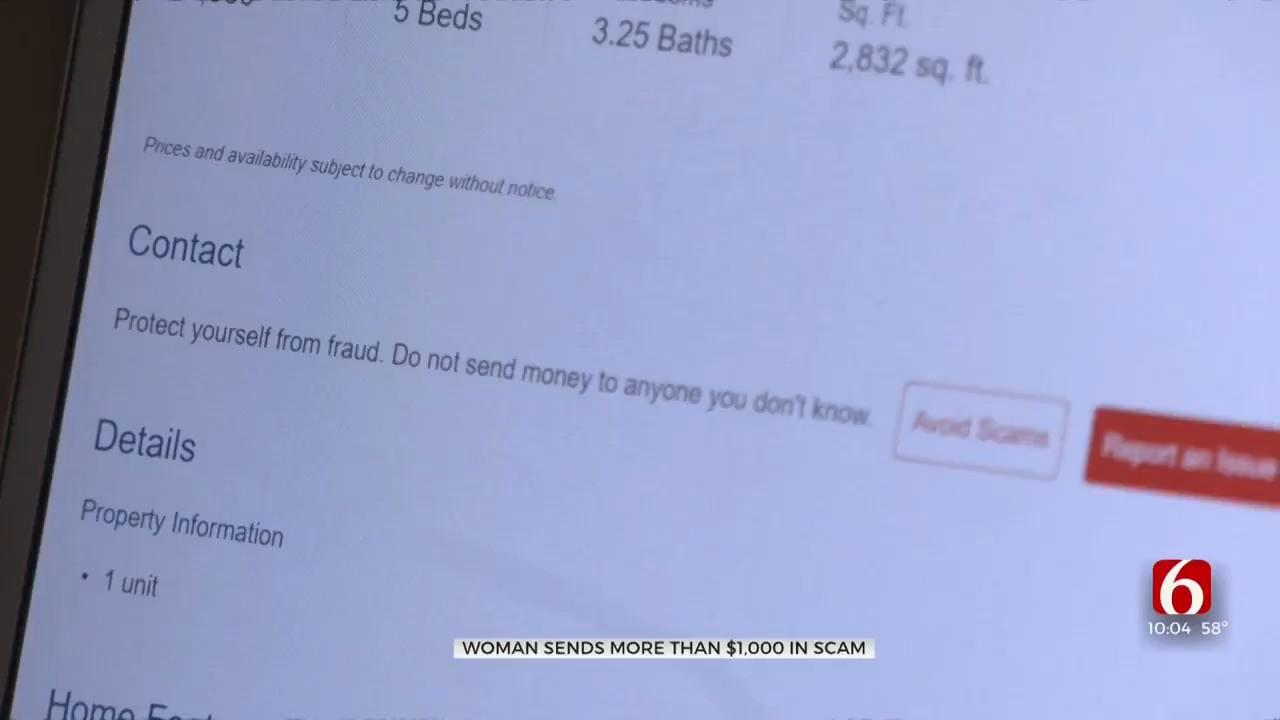 5 Beds
3.25 Baths
Sq. Ft.
2,832 sq. ft.
Prices and availability subject to change without notice.
Contact
Protect yourself from fraud. Do not send money to anyone you don't know.
Avoid Scams
Report an Issue
Details
Property Information
• 1 unit
6
10:04 58°
WOMAN SENDS MORE THAN $1,000 IN SCAM
Home